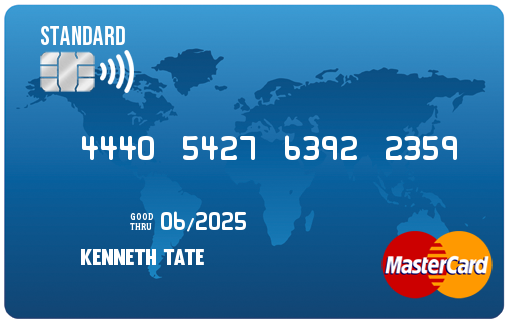 STANDARD
4440 5427 6392 2359
GOOD
THRU 06/2025
KENNETH TATE
MasterCard